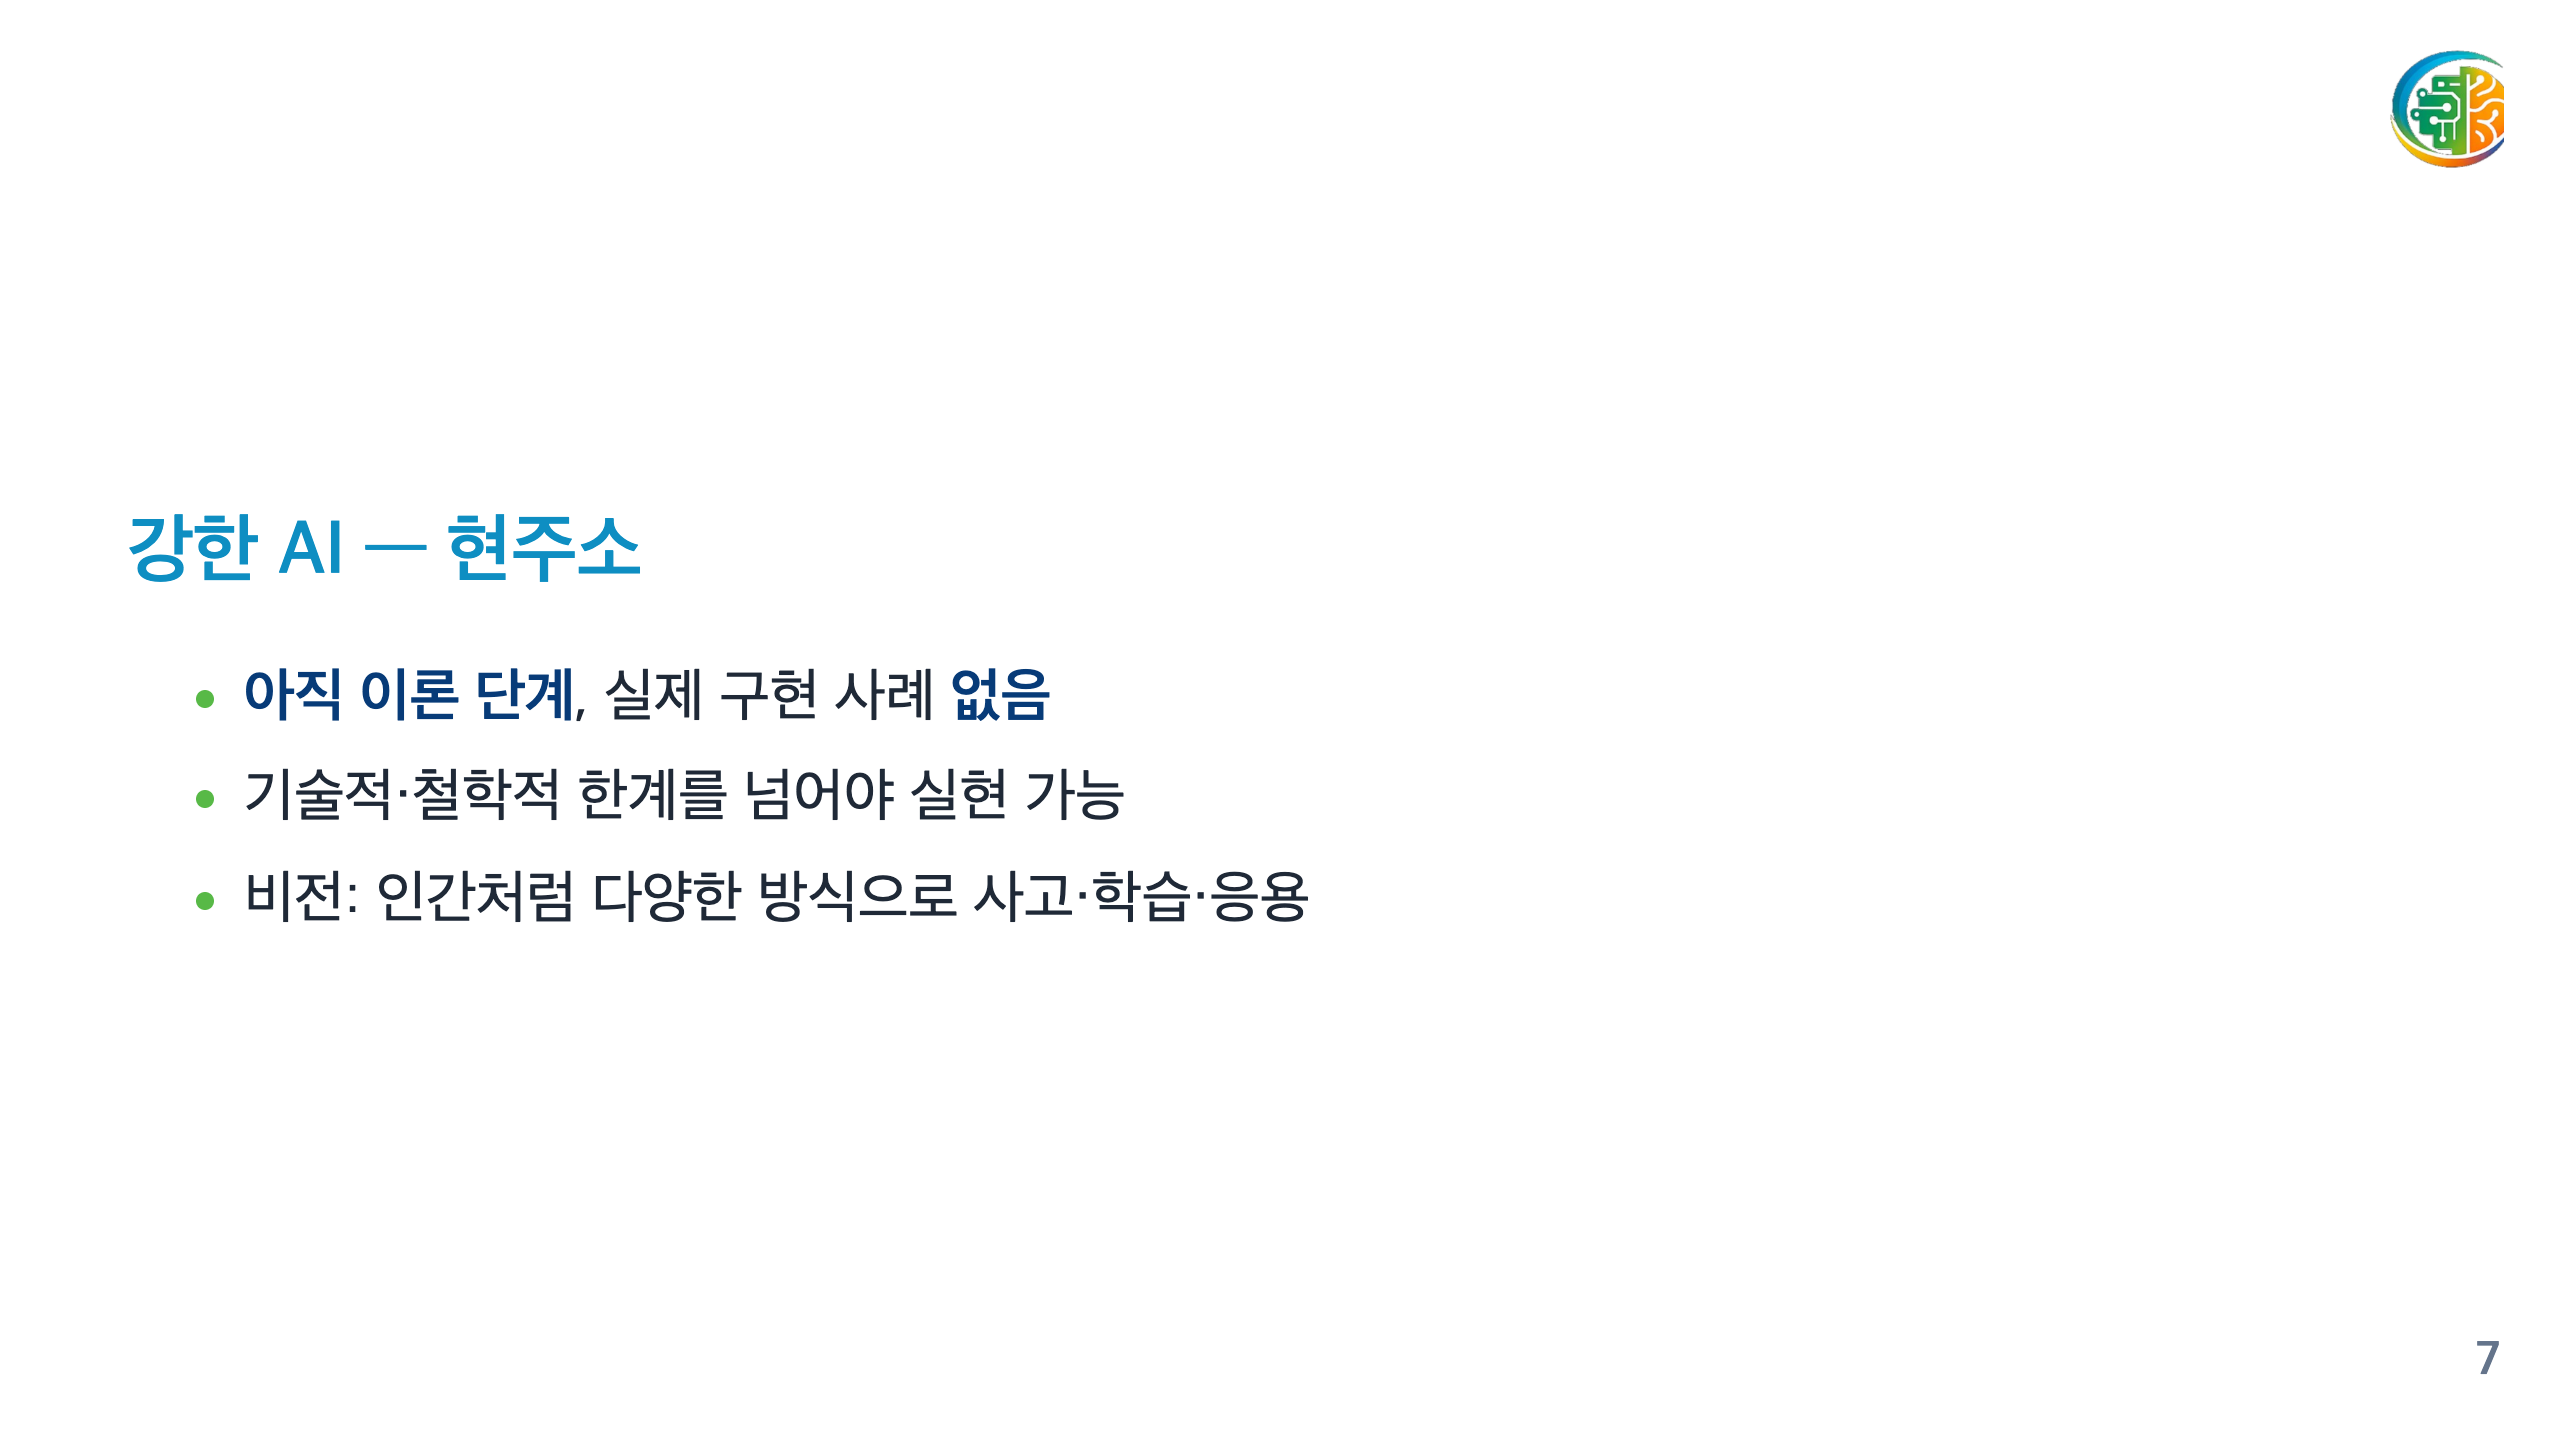 강한 AI — 현주소
• 아직 이론 단계, 실제 구현 사례 없음
• 기술적·철학적 한계를 넘어야 실현 가능
• 비전: 인간처럼 다양한 방식으로 사고·학습·응용
7